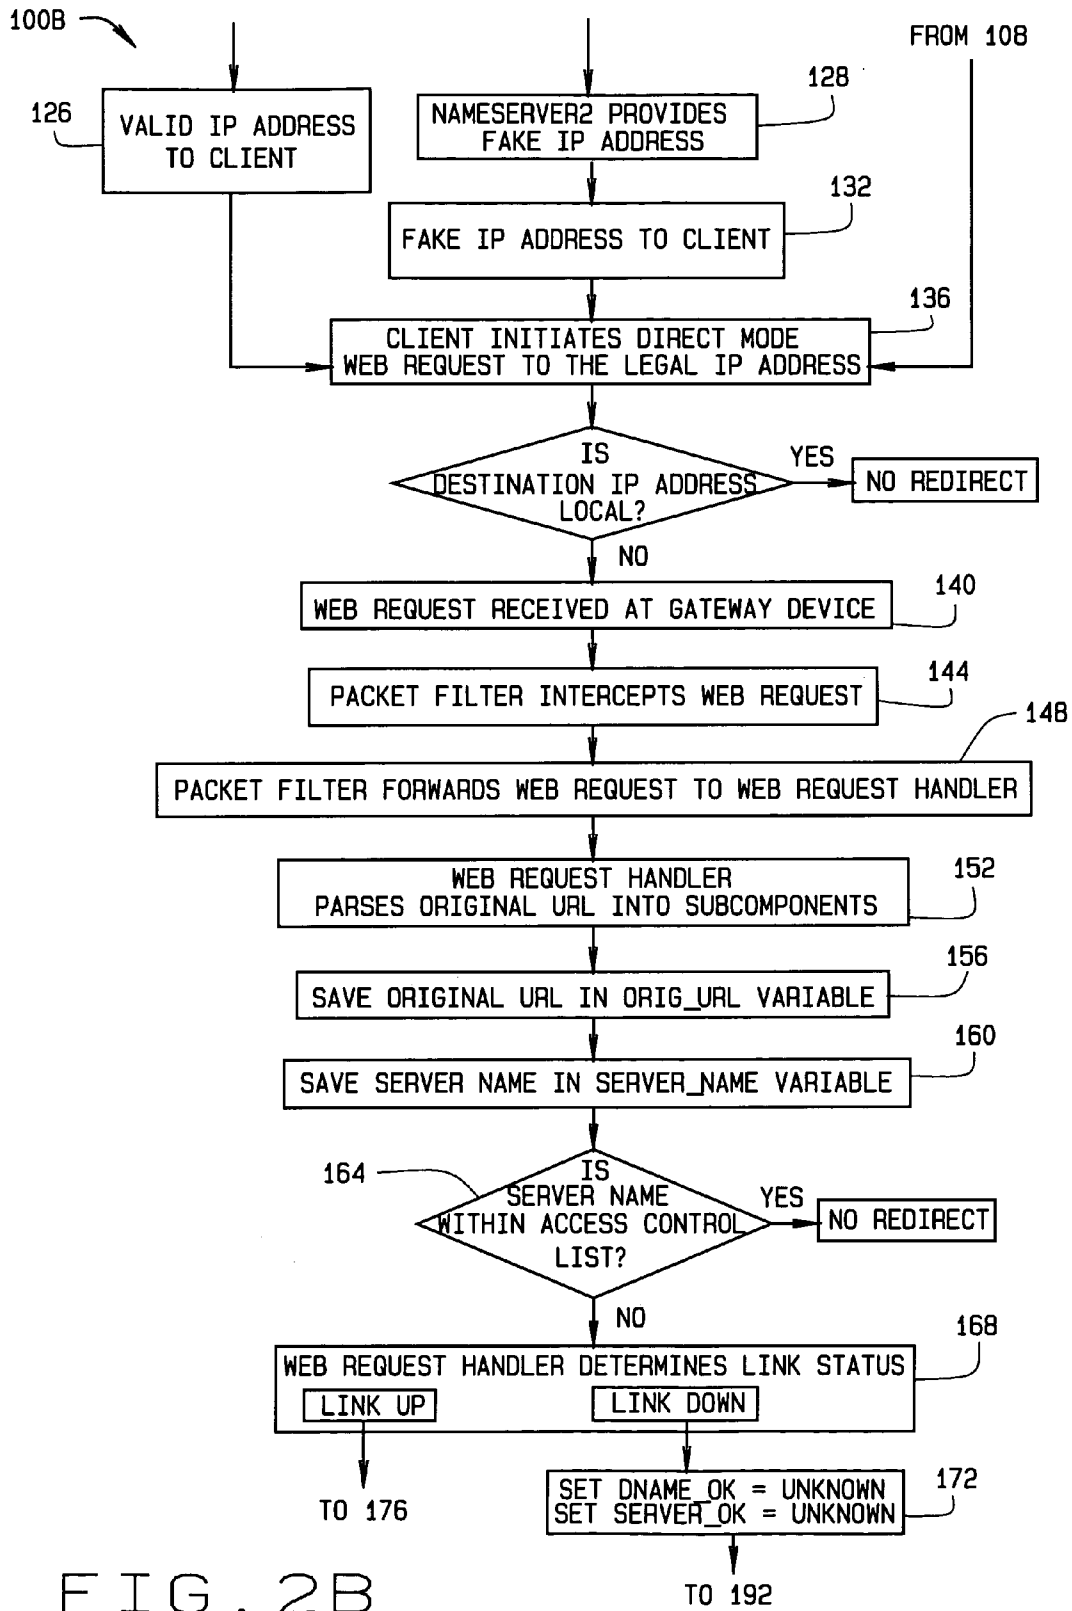 100B
FROM 108
126
VALID IP ADDRESS
TO CLIENT
128
NAMESERVER2 PROVIDES
FAKE IP ADDRESS
132
FAKE IP ADDRESS TO CLIENT
136
CLIENT INITIATES DIRECT MODE
WEB REQUEST TO THE LEGAL IP ADDRESS
IS
DESTINATION IP ADDRESS
LOCAL?
YES
NO REDIRECT
NO
140
WEB REQUEST RECEIVED AT GATEWAY DEVICE
144
PACKET FILTER INTERCEPTS WEB REQUEST
148
PACKET FILTER FORWARDS WEB REQUEST TO WEB REQUEST HANDLER
152
WEB REQUEST HANDLER
PARSES ORIGINAL URL INTO SUBCOMPONENTS
156
SAVE ORIGINAL URL IN ORIG_URL VARIABLE
160
SAVE SERVER NAME IN SERVER_NAME VARIABLE
164
IS
SERVER NAME
WITHIN ACCESS CONTROL
LIST?
YES
NO REDIRECT
NO
168
WEB REQUEST HANDLER DETERMINES LINK STATUS
LINK UP
LINK DOWN
TO 176
172
SET DNAME_OK = UNKNOWN
SET SERVER_OK = UNKNOWN
TO 192
FIG. 2B